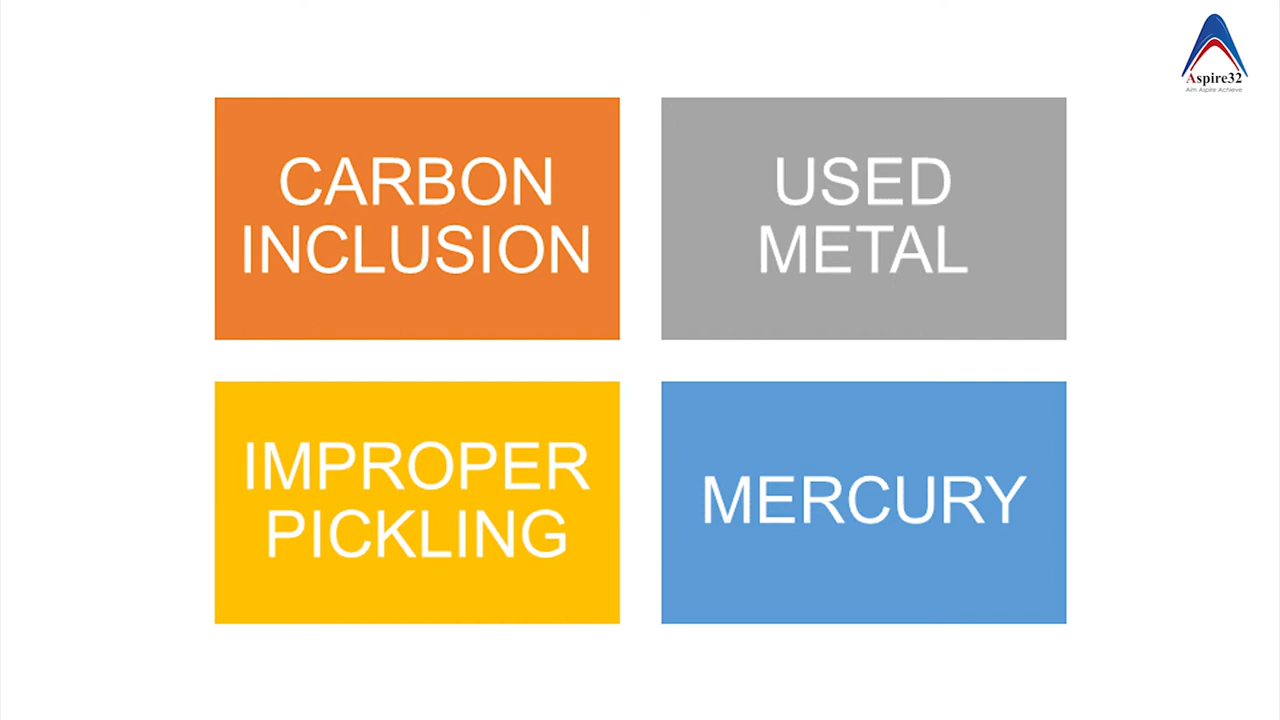 Aspire32
Aim Aspire Achieve
CARBON
INCLUSION
USED
METAL
IMPROPER
PICKLING
MERCURY